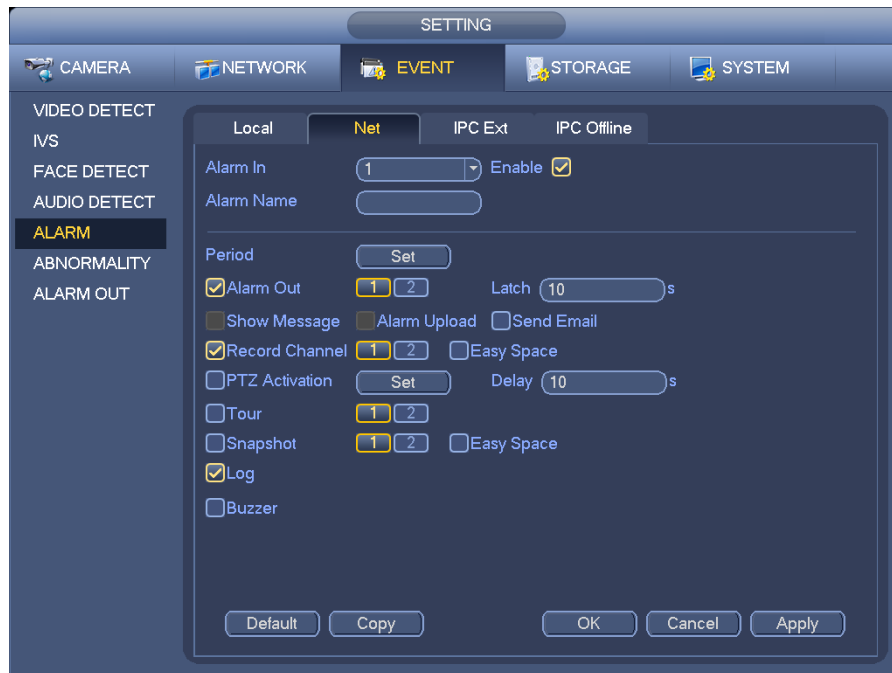 SETTING
CAMERA NETWORK EVENT STORAGE SYSTEM
VIDEO DETECT
IVS
FACE DETECT
AUDIO DETECT
ALARM
ABNORMALITY
ALARM OUT
Local Net IPC Ext IPC Offline
Alarm In 1 Enable
Alarm Name
Period Set
Alarm Out 1 2 Latch 10 s
Show Message Alarm Upload Send Email
Record Channel 1 2 Easy Space
PTZ Activation Set Delay 10 s
Tour 1 2
Snapshot 1 2 Easy Space
Log
Buzzer
Default Copy OK Cancel Apply